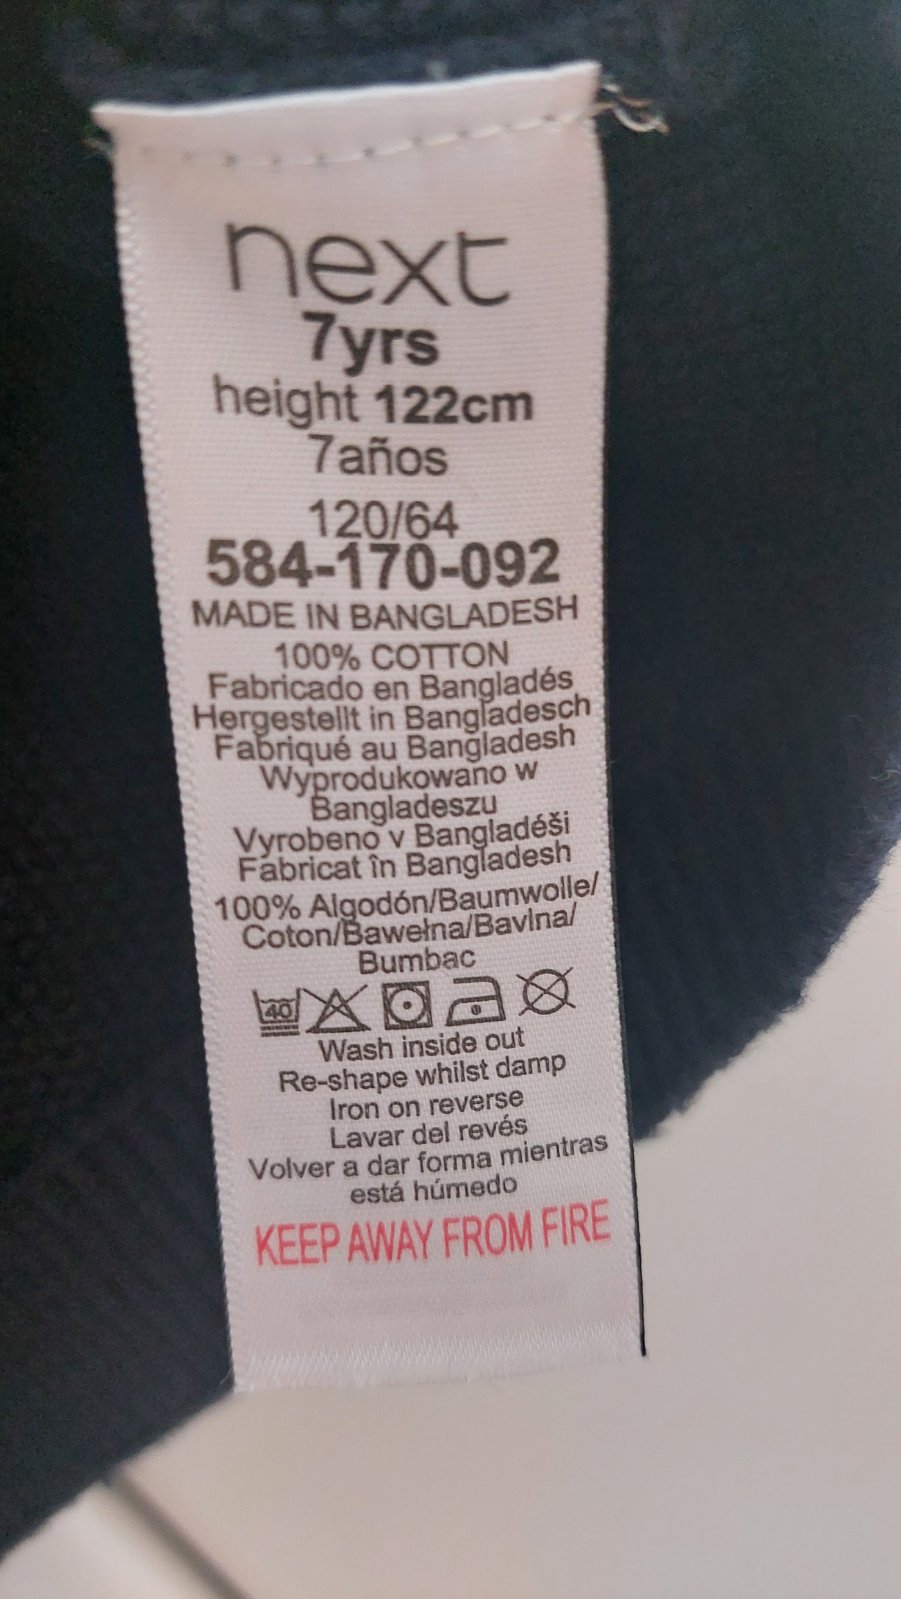 next
7yrs
height 122cm
7años
120/64
584-170-092
MADE IN BANGLADESH
100% COTTON
Fabricado en Bangladés
Hergestellt in Bangladesch
Fabriqué au Bangladesh
Wyprodukowano w
Bangladeszu
Vyrobeno v Bangladéši
Fabricat în Bangladesh
100% Algodón/Baumwolle/
Coton/Bawełna/Bavlna/
Bumbac
40
Wash inside out
Re-shape whilst damp
Iron on reverse
Lavar del revés
Volver a dar forma mientras
está húmedo
KEEP AWAY FROM FIRE